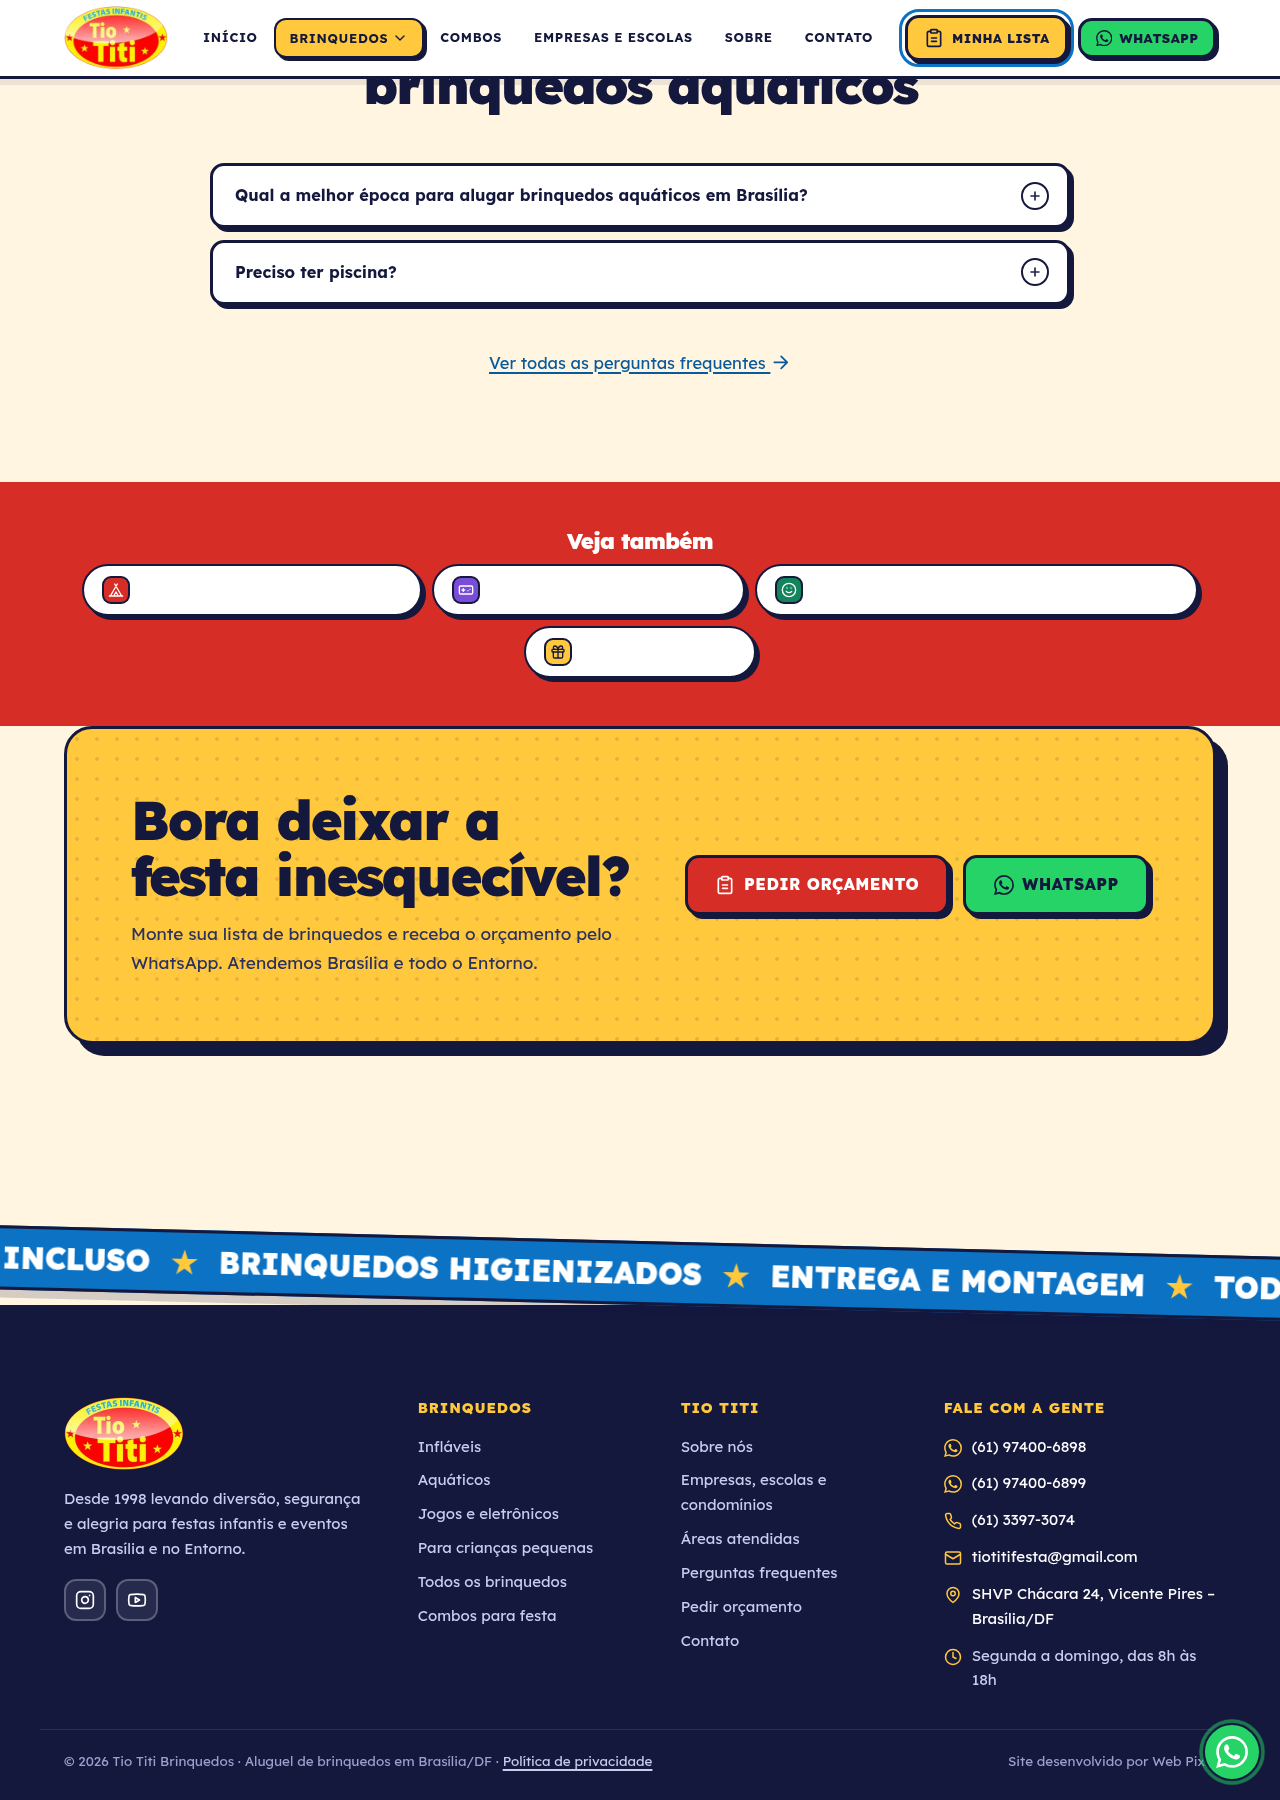 FESTAS INFANTIS
Tio
Titi
INÍCIO
BRINQUEDOS
COMBOS
EMPRESAS E ESCOLAS
SOBRE
CONTATO
MINHA LISTA
WHATSAPP
brinquedos aquáticos
Qual a melhor época para alugar brinquedos aquáticos em Brasília?
Preciso ter piscina?
Ver todas as perguntas frequentes
Veja também
Bora deixar a
festa inesquecível?
Monte sua lista de brinquedos e receba o orçamento pelo
WhatsApp. Atendemos Brasília e todo o Entorno.
PEDIR ORÇAMENTO
WHATSAPP
INCLUSO ★ BRINQUEDOS HIGIENIZADOS ★ ENTREGA E MONTAGEM ★ TOD
FESTAS INFANTIS
Tio
Titi
Desde 1998 levando diversão, segurança
e alegria para festas infantis e eventos
em Brasília e no Entorno.
BRINQUEDOS
Infláveis
Aquáticos
Jogos e eletrônicos
Para crianças pequenas
Todos os brinquedos
Combos para festa
TIO TITI
Sobre nós
Empresas, escolas e
condomínios
Áreas atendidas
Perguntas frequentes
Pedir orçamento
Contato
FALE COM A GENTE
(61) 97400-6898
(61) 97400-6899
(61) 3397-3074
tiotitifesta@gmail.com
SHVP Chácara 24, Vicente Pires –
Brasília/DF
Segunda a domingo, das 8h às
18h
© 2026 Tio Titi Brinquedos · Aluguel de brinquedos em Brasília/DF · Política de privacidade
Site desenvolvido por Web Pix